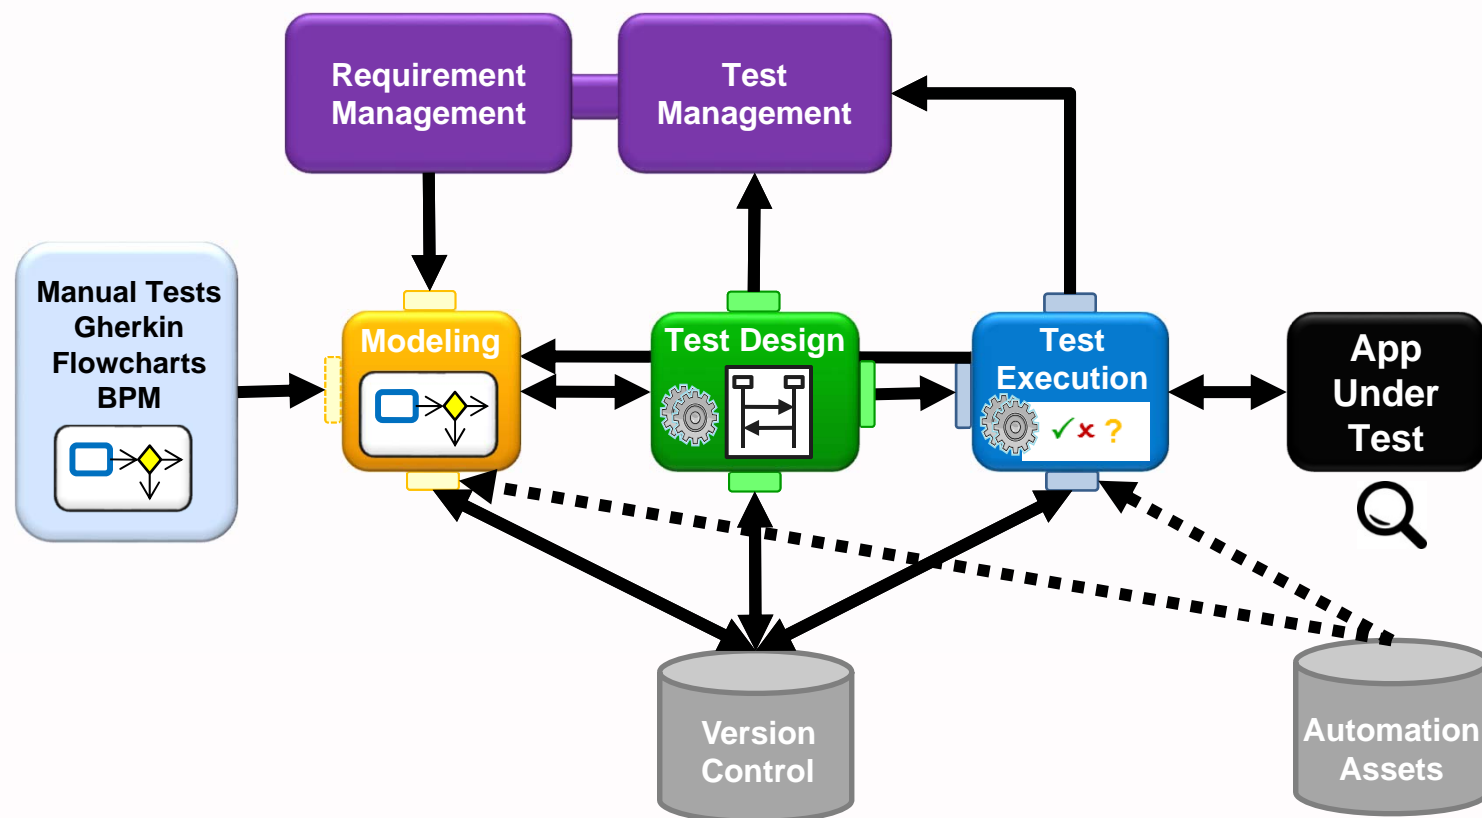 Requirement
Management
Test
Management
Manual Tests
Gherkin
Flowcharts
BPM
Modeling
Test Design
Test
Execution
✓ × ?
App
Under
Test
Version
Control
Automation
Assets